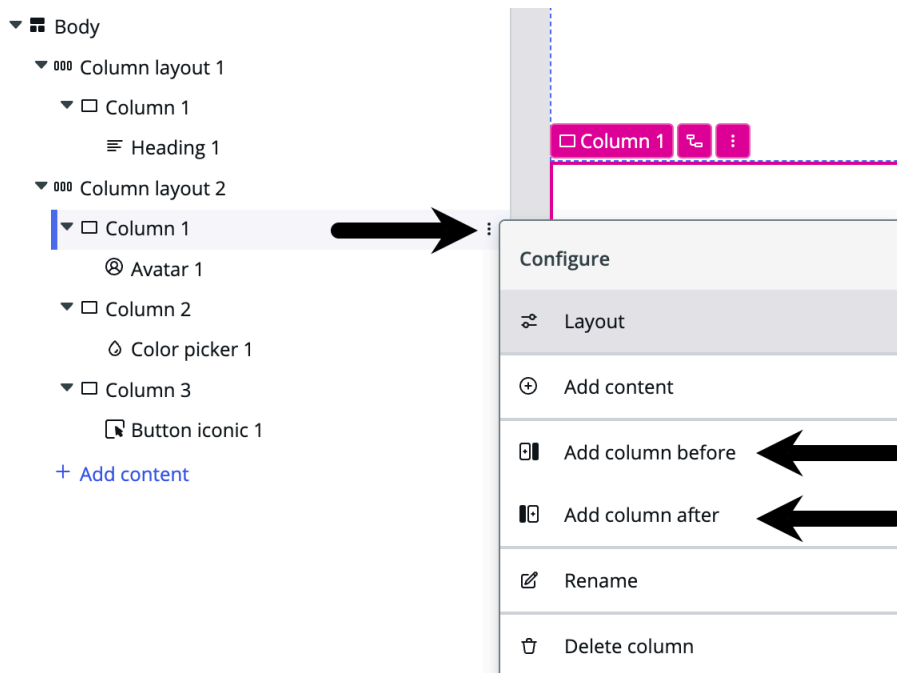 Body
Column layout 1
Column 1
Heading 1
Column layout 2
Column 1
Avatar 1
Column 2
Color picker 1
Column 3
Button iconic 1
+ Add content
Column 1
Configure
Layout
Add content
Add column before
Add column after
Rename
Delete column